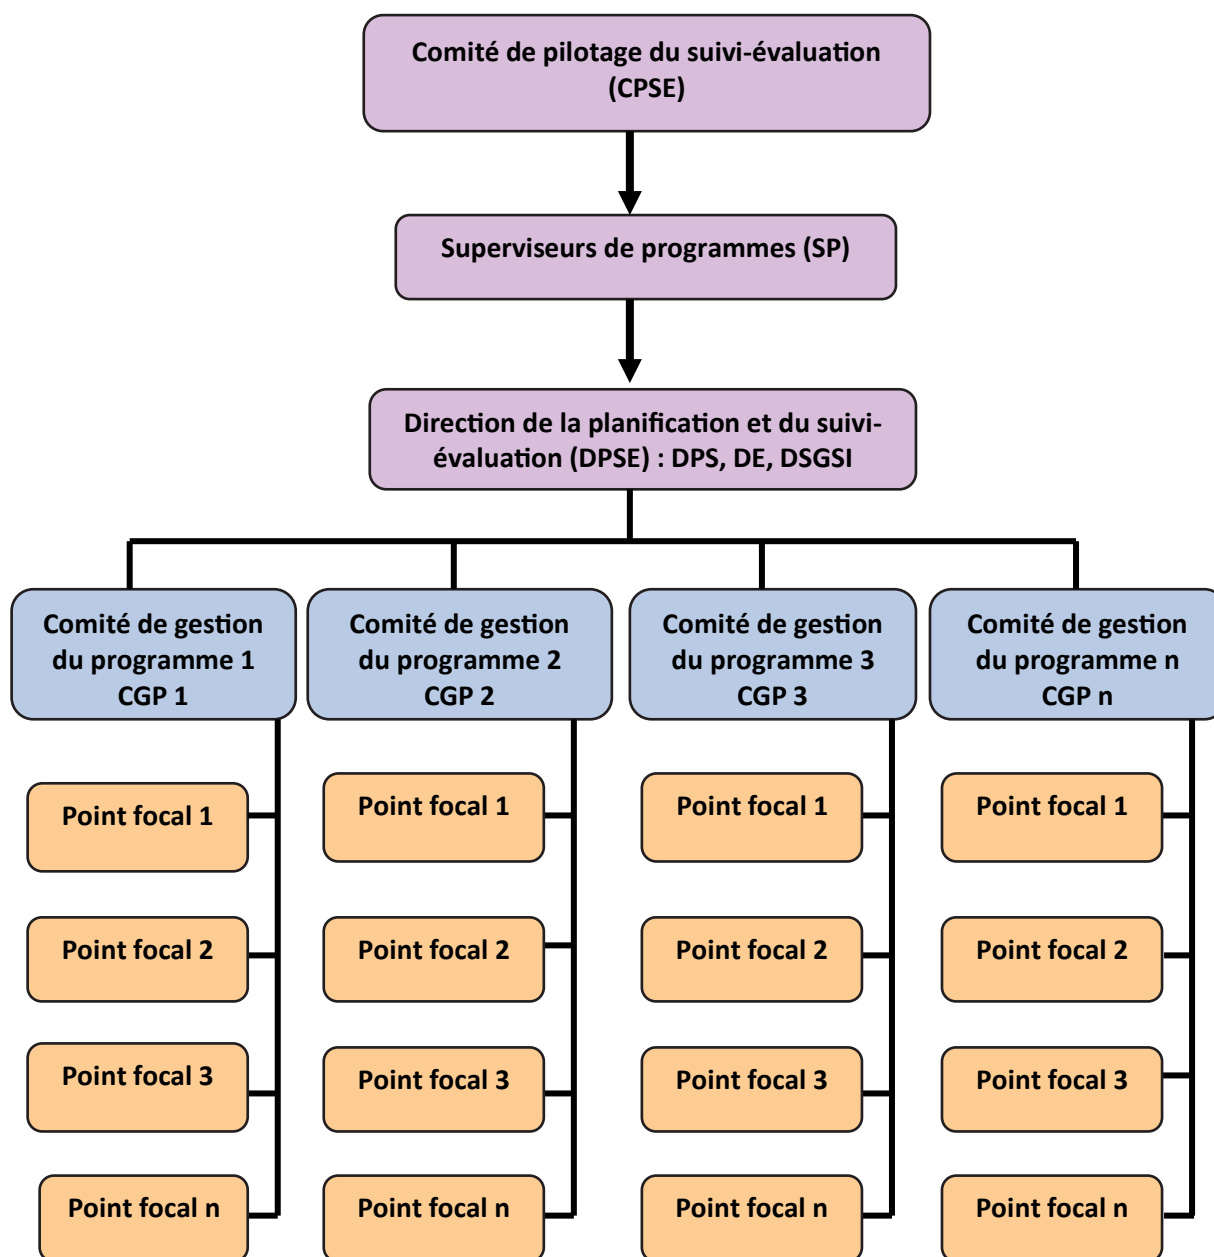 Comité de pilotage du suivi-évaluation
(CPSE)
Superviseurs de programmes (SP)
Direction de la planification et du suivi-
évaluation (DPSE) : DPS, DE, DSGSI
Comité de gestion
du programme 1
CGP 1
Comité de gestion
du programme 2
CGP 2
Comité de gestion
du programme 3
CGP 3
Comité de gestion
du programme n
CGP n
Point focal 1
Point focal 2
Point focal 3
Point focal n
Point focal 1
Point focal 2
Point focal 3
Point focal n
Point focal 1
Point focal 2
Point focal 3
Point focal n
Point focal 1
Point focal 2
Point focal 3
Point focal n